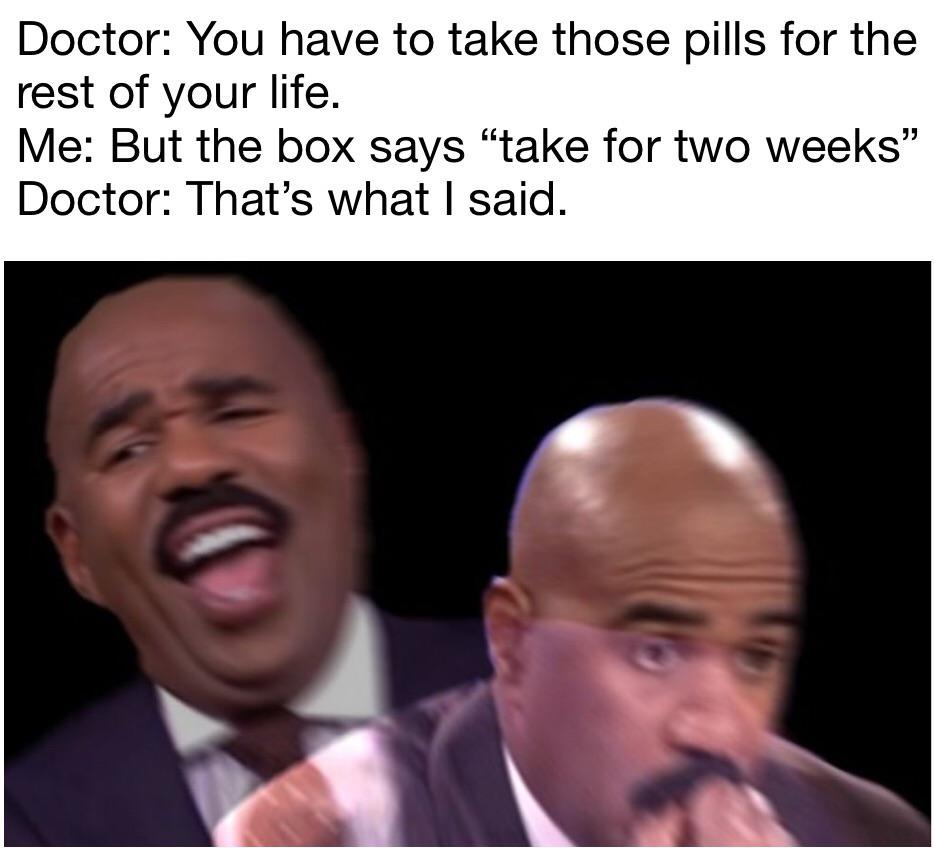 Doctor: You have to take those pills for the
rest of your life.
Me: But the box says “take for two weeks”
Doctor: That’s what I said.